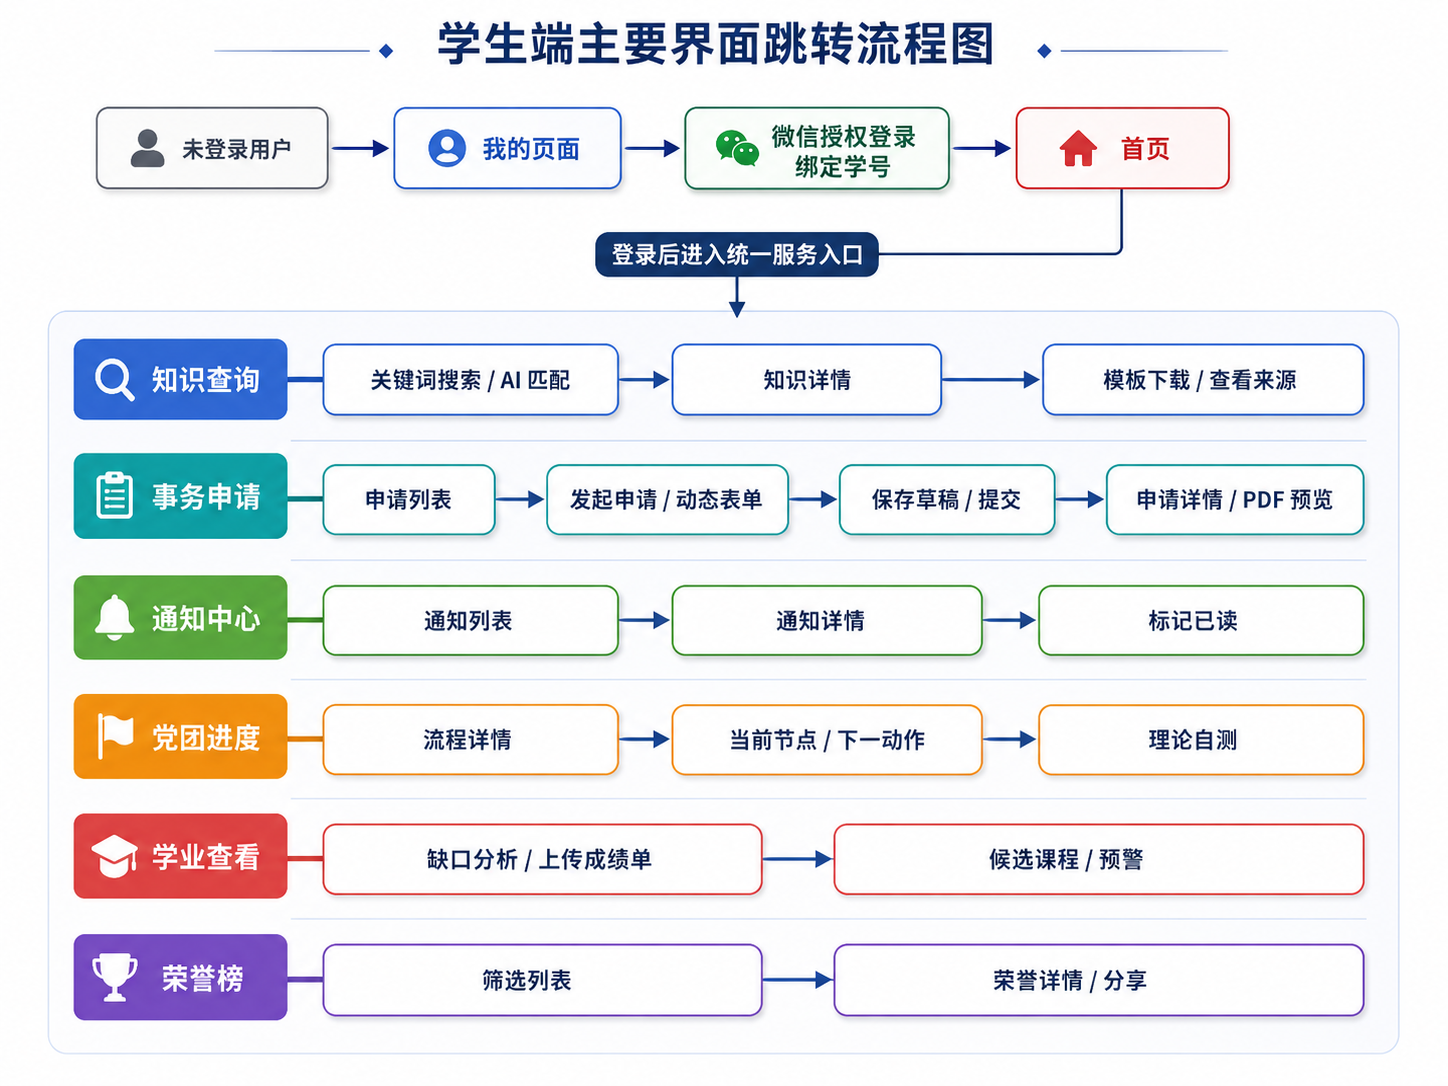 学生端主要界面跳转流程图
未登录用户
我的页面
微信授权登录
绑定学号
首页
登录后进入统一服务入口
知识查询
关键词搜索 / AI 匹配
知识详情
模板下载 / 查看来源
事务申请
申请列表
发起申请 / 动态表单
保存草稿 / 提交
申请详情 / PDF 预览
通知中心
通知列表
通知详情
标记已读
党团进度
流程详情
当前节点 / 下一动作
理论自测
学业查看
缺口分析 / 上传成绩单
候选课程 / 预警
荣誉榜
筛选列表
荣誉详情 / 分享